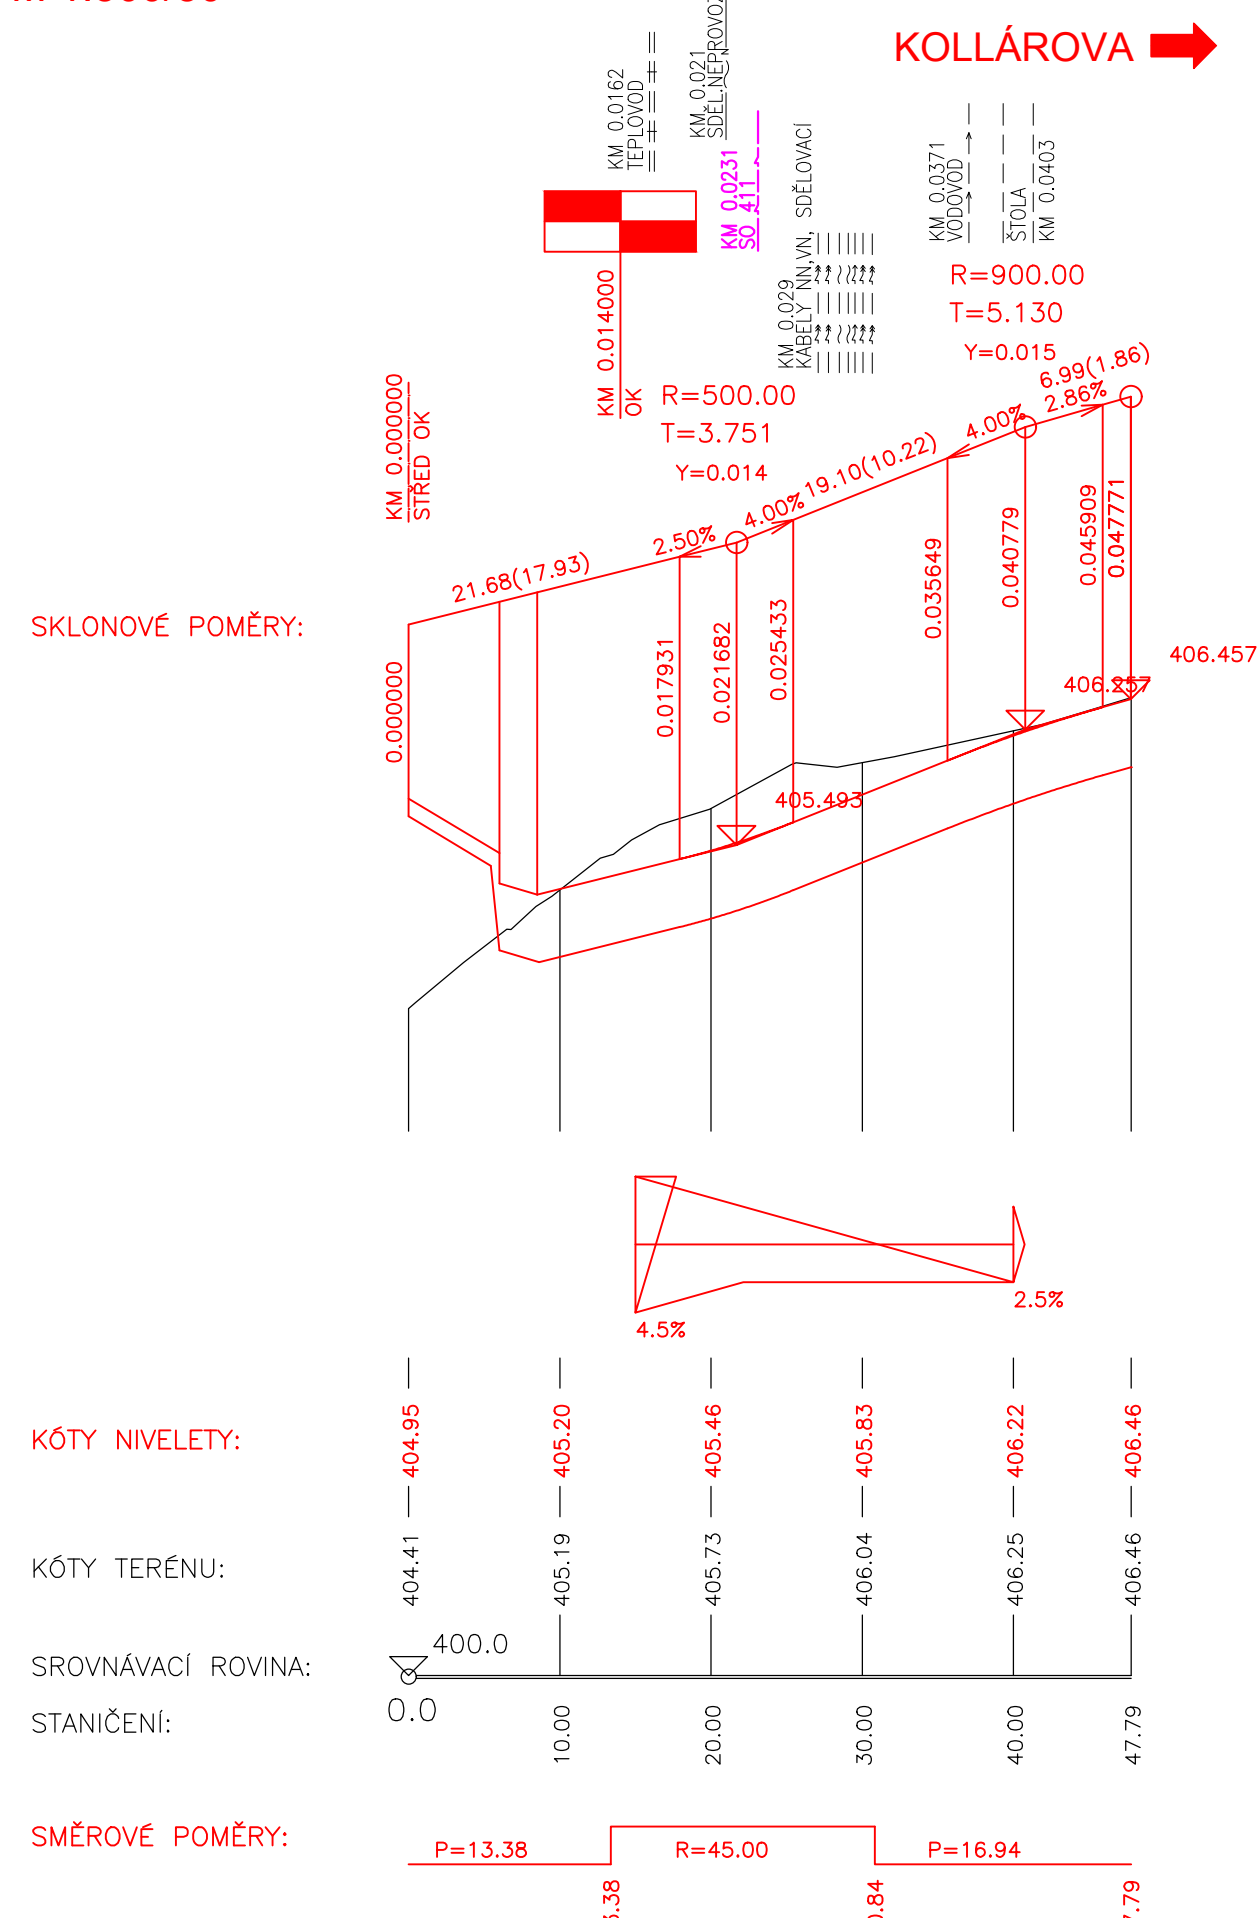 KOLLÁROVA
KM 0.0162
TEPLOVOD
KM 0.021
KM 0.0231
SO 411
KM 0.029
KABELY NN,VN, SDĚLOVACÍ
KM 0.0371
VODOVOD
ŠTOLA
KM 0.0403
KM 0.014000
OK
KM 0.000000
STŘED OK
R=500.00
T=3.751
Y=0.014
R=900.00
T=5.130
Y=0.015
21.68(17.93)
2.50%
4.00%
19.10(10.22)
4.00%
2.86%
6.99(1.86)
SKLONOVÉ POMĚRY:
0.000000
0.017931
0.021682
0.025433
0.035649
0.040779
0.045909
0.047771
405.493
406.257
406.457
4.5%
2.5%
KÓTY NIVELETY:
404.95
405.20
405.46
405.83
406.22
406.46
KÓTY TERÉNU:
404.41
405.19
405.73
406.04
406.25
406.46
SROVNÁVACÍ ROVINA:
400.0
STANIČENÍ:
0.0
10.00
20.00
30.00
40.00
47.79
SMĚROVÉ POMĚRY:
P=13.38
R=45.00
P=16.94